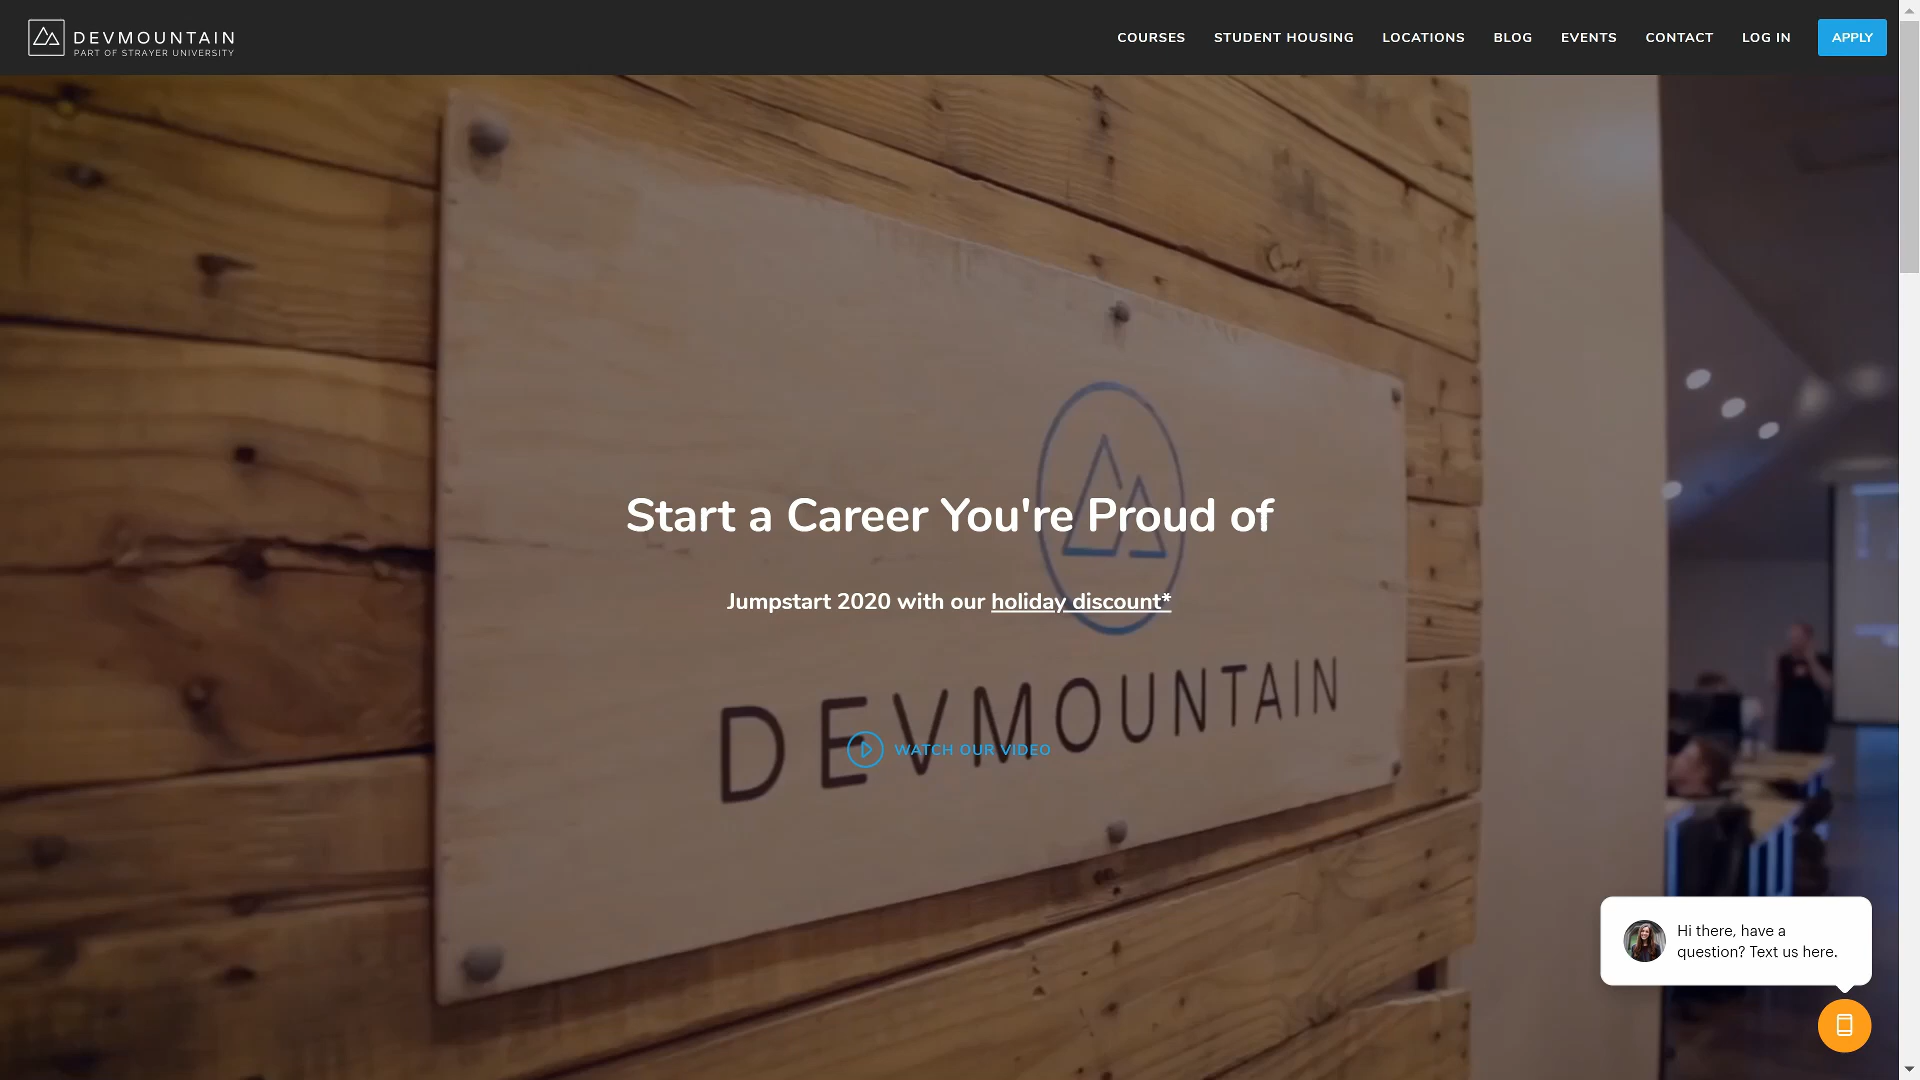 DEVMOUNTAIN
PART OF STRAYER UNIVERSITY
COURSES STUDENT HOUSING LOCATIONS BLOG EVENTS CONTACT LOG IN APPLY
Start a Career You're Proud of
Jumpstart 2020 with our holiday discount*
DEVMOUNTAIN
WATCH OUR VIDEO
Hi there, have a
question? Text us here.